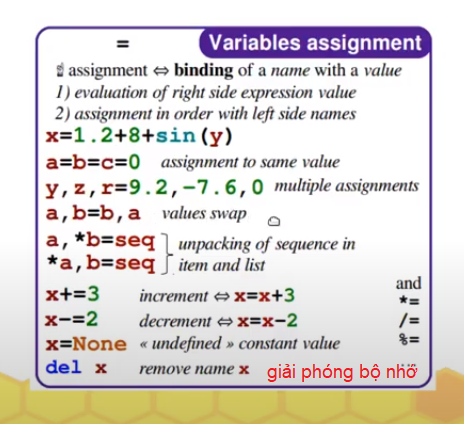 = Variables assignment
☝ assignment ⇔ binding of a name with a value
1) evaluation of right side expression value
2) assignment in order with left side names
x=1.2+8+sin(y)
a=b=c=0 assignment to same value
y,z,r=9.2,-7.6,0 multiple assignments
a,b=b,a values swap
a,*b=seq unpacking of sequence in
*a,b=seq item and list
and
x+=3 increment ⇔ x=x+3 *=
x-=2 decrement ⇔ x=x-2 /=
x=None « undefined » constant value %=
del x remove name x giải phóng bộ nhỡ